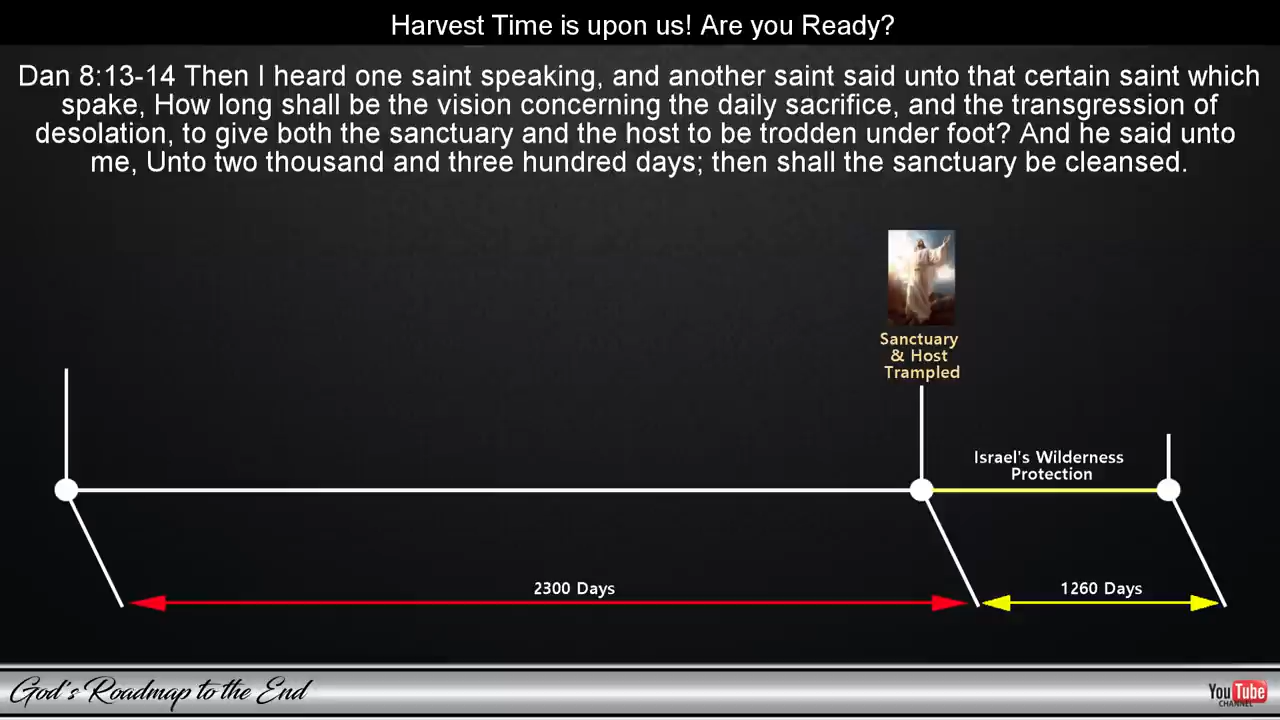 Harvest Time is upon us! Are you Ready?
Dan 8:13-14 Then I heard one saint speaking, and another saint said unto that certain saint which
spake, How long shall be the vision concerning the daily sacrifice, and the transgression of
desolation, to give both the sanctuary and the host to be trodden under foot? And he said unto
me, Unto two thousand and three hundred days; then shall the sanctuary be cleansed.
Sanctuary
& Host
Trampled
Israel's Wilderness
Protection
2300 Days
1260 Days
God's Roadmap to the End
YouTube
CHANNEL